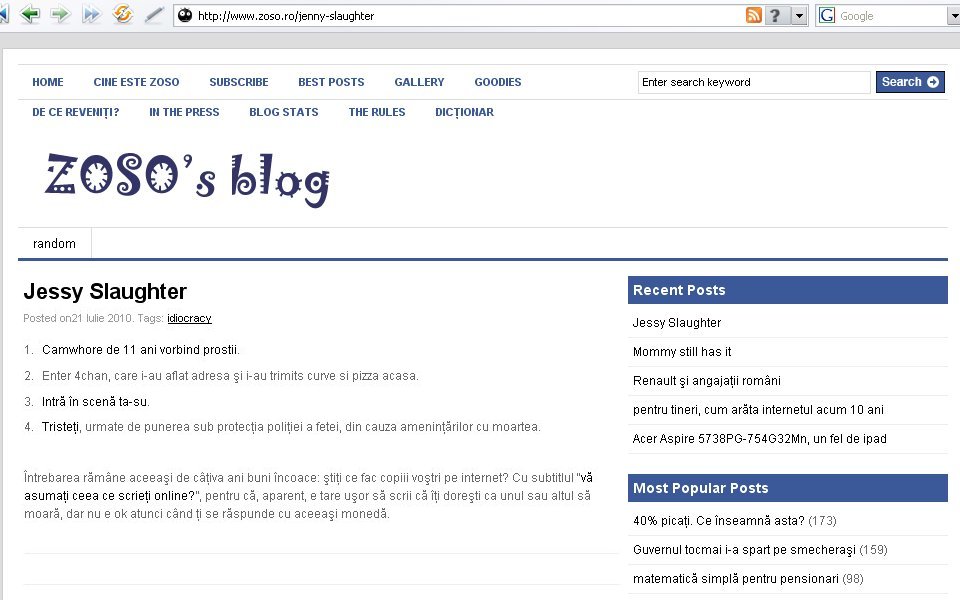 http://www.zoso.ro/jenny-slaughter
Google
HOME CINE ESTE ZOSO SUBSCRIBE BEST POSTS GALLERY GOODIES
Enter search keyword Search
DE CE REVENIȚI? IN THE PRESS BLOG STATS THE RULES DICȚIONAR
ZOSO's blog
random
Jessy Slaughter
Posted on21 Iulie 2010. Tags: idiocracy
1. Camwhore de 11 ani vorbind prostii.
2. Enter 4chan, care i-au aflat adresa și i-au trimits curve si pizza acasa.
3. Intră în scenă ta-su.
4. Tristeți, urmate de punerea sub protecția poliției a fetei, din cauza amenințărilor cu moartea.
Întrebarea rămâne aceeași de câțiva ani buni încoace: știți ce fac copiii voștri pe internet? Cu subtitlul "vă
asumați ceea ce scrieți online?", pentru că, aparent, e tare ușor să scrii că îți dorești ca unul sau altul să
moară, dar nu e ok atunci când ți se răspunde cu aceeași monedă.
Recent Posts
Jessy Slaughter
Mommy still has it
Renault și angajații români
pentru tineri, cum arăta internetul acum 10 ani
Acer Aspire 5738PG-754G32Mn, un fel de ipad
Most Popular Posts
40% picați. Ce înseamnă asta? (173)
Guvernul tocmai i-a spart pe smecherași (159)
matematică simplă pentru pensionari (98)